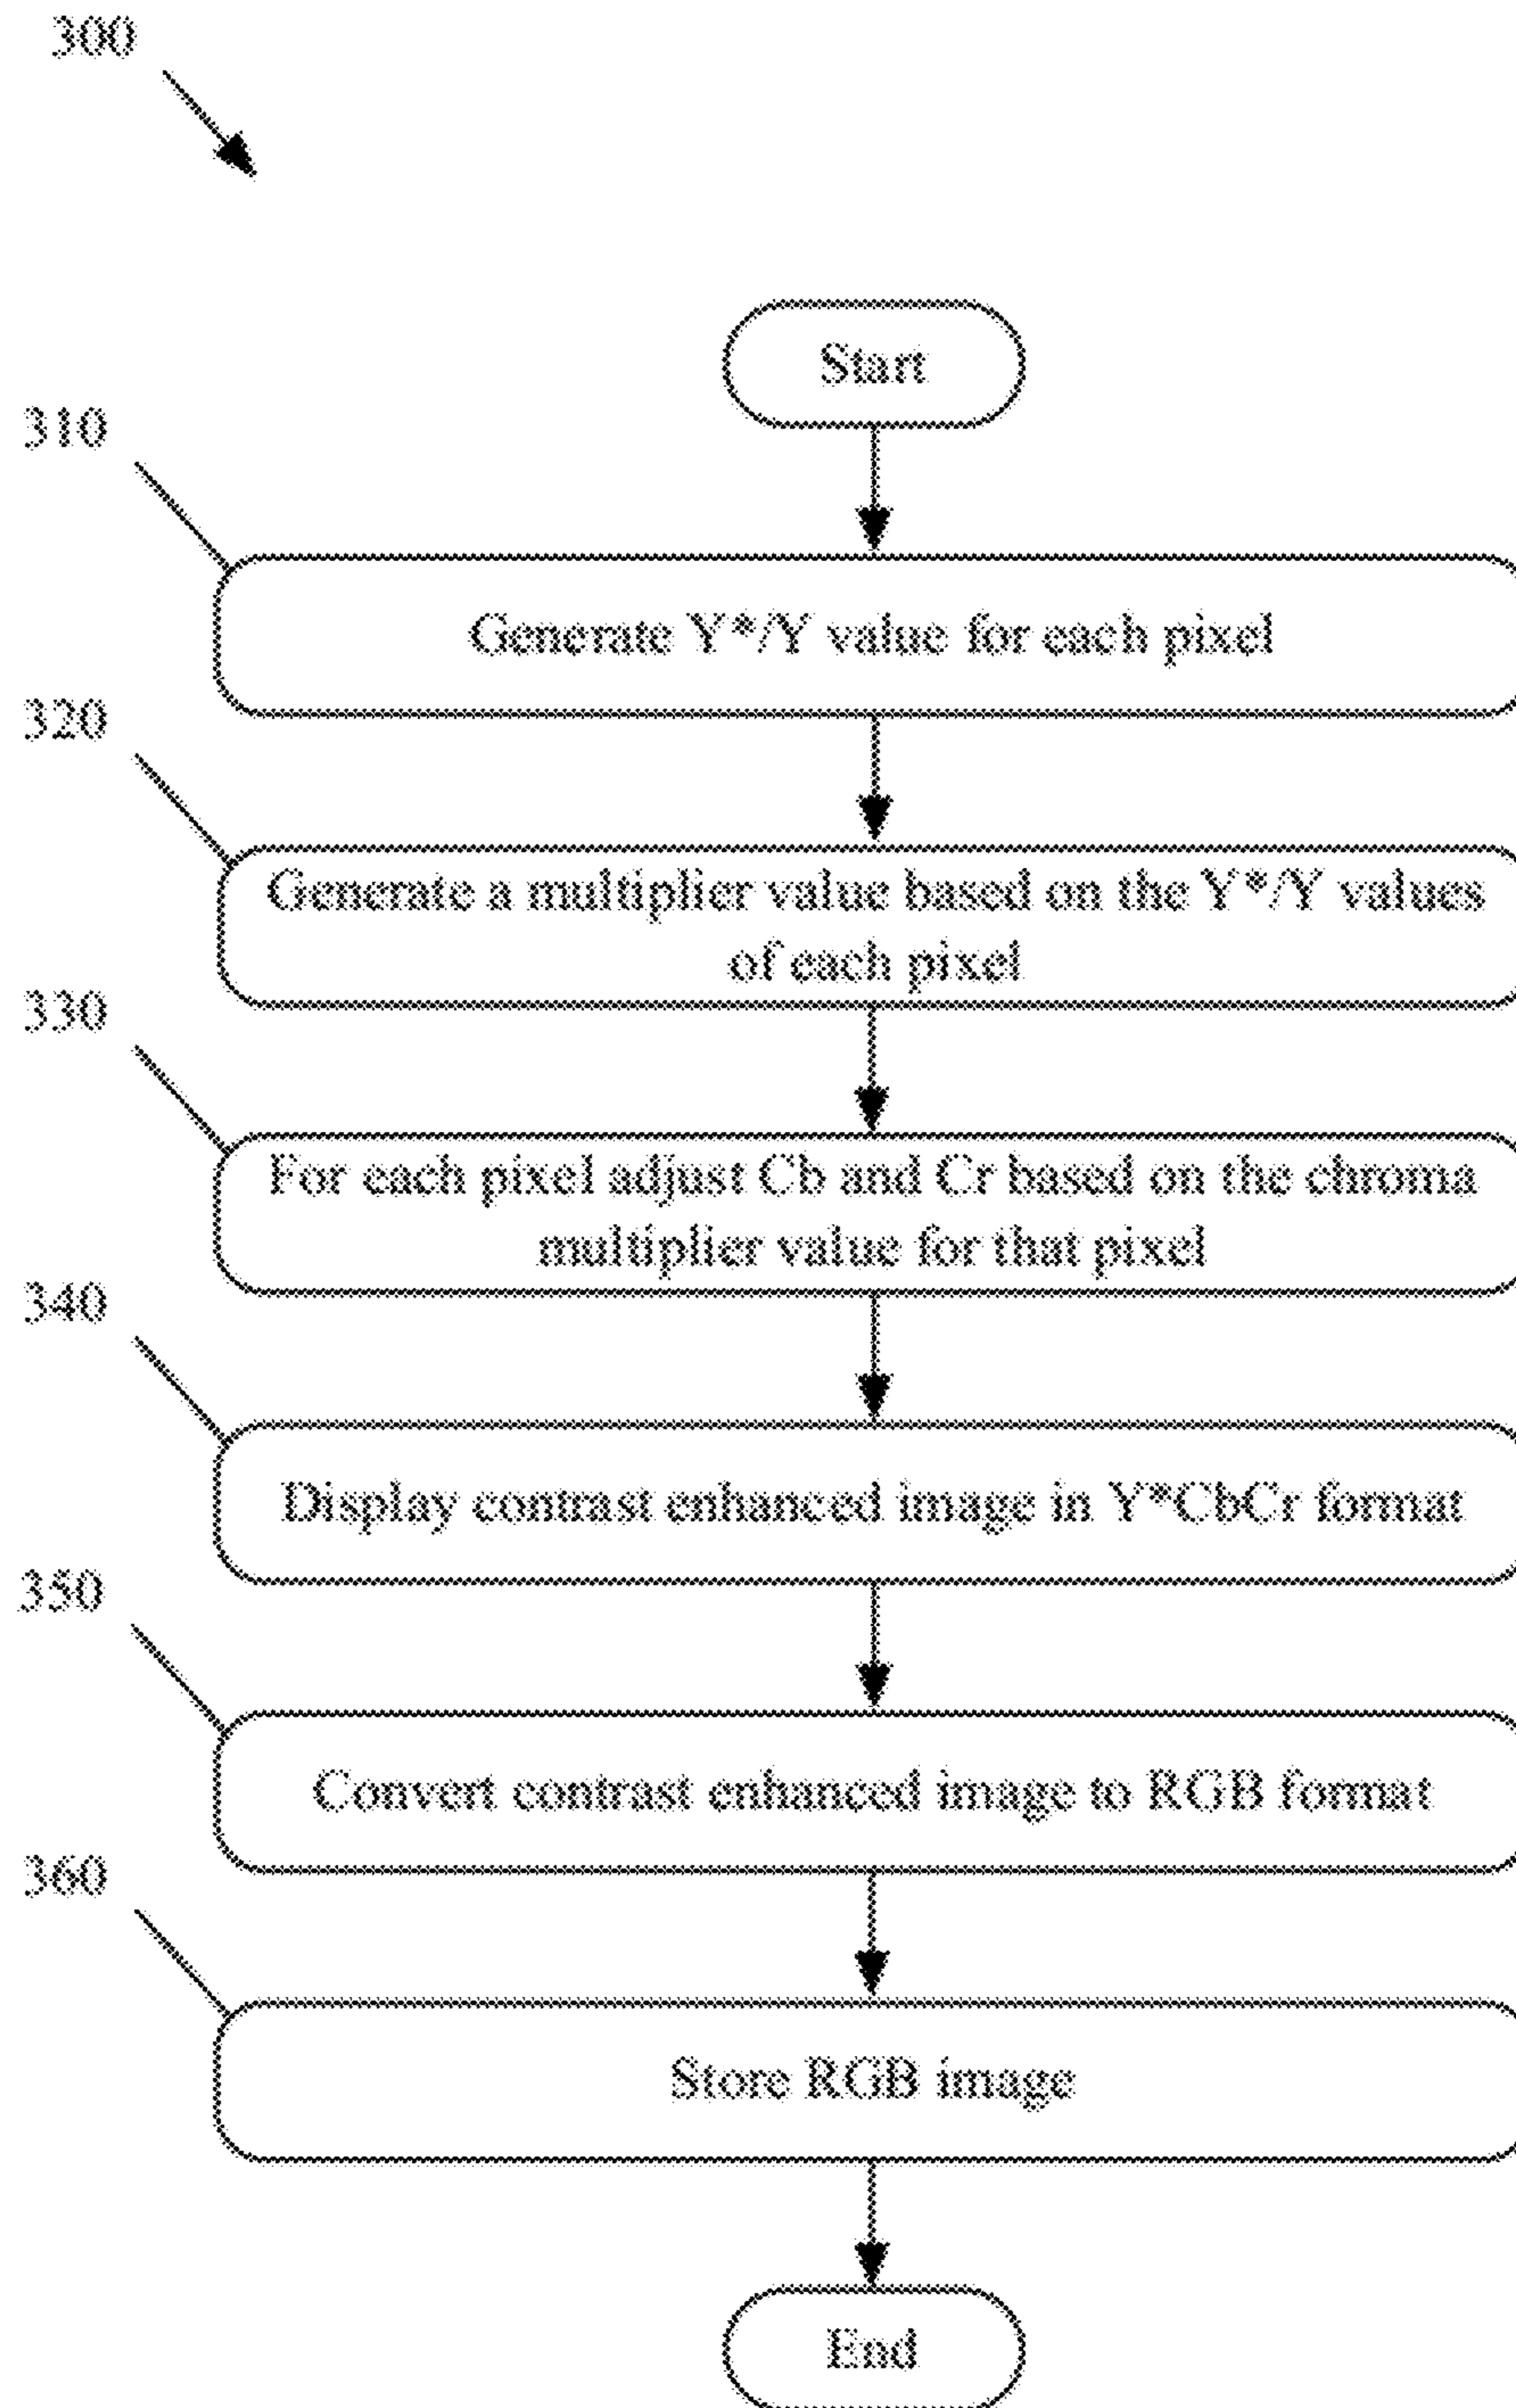 300
Start
310
Generate Y*/Y value for each pixel
320
Generate a multiplier value based on the Y*/Y values
of each pixel
330
For each pixel adjust Cb and Cr based on the chroma
multiplier value for that pixel
340
Display contrast enhanced image in Y*CbCr format
350
Convert contrast enhanced image to RGB format
360
Store RGB image
End